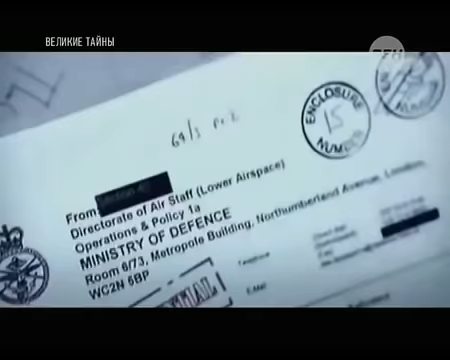 ВЕЛИКИЕ ТАЙНЫ
РЕН
ENCLOSURE
15
NUMBER
From
Directorate of Air Staff (Lower Airspace)
Operations & Policy 1a
MINISTRY OF DEFENCE
Room 6/73, Metropole Building, Northumberland Avenue, London,
WC2N 5BP
Telephone
E-Mail